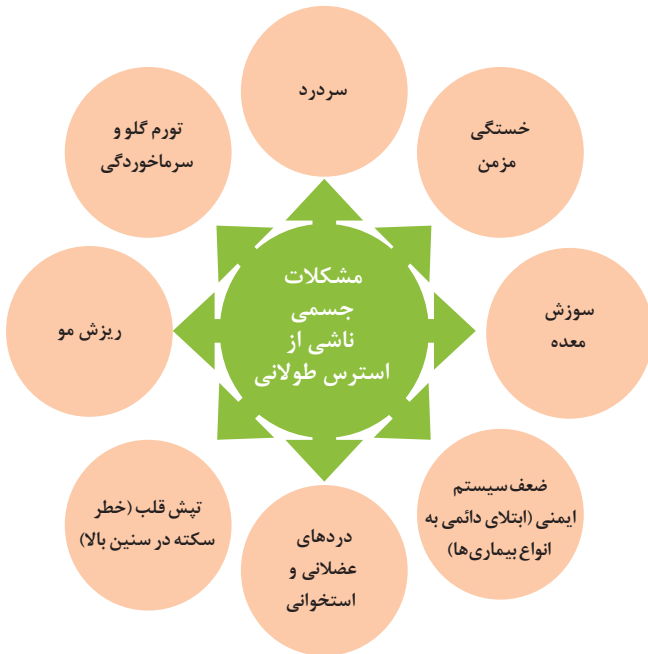 مشکلات
جسمی
ناشی از
استرس طولانی
سردرد
خستگی
مزمن
سوزش
معده
ضعف سیستم
ایمنی (ابتلای دائمی به
انواع بیماری‌ها)
دردهای
عضلانی و
استخوانی
تپش قلب (خطر
سکته در سنین بالا)
ریزش مو
تورم گلو و
سرماخوردگی